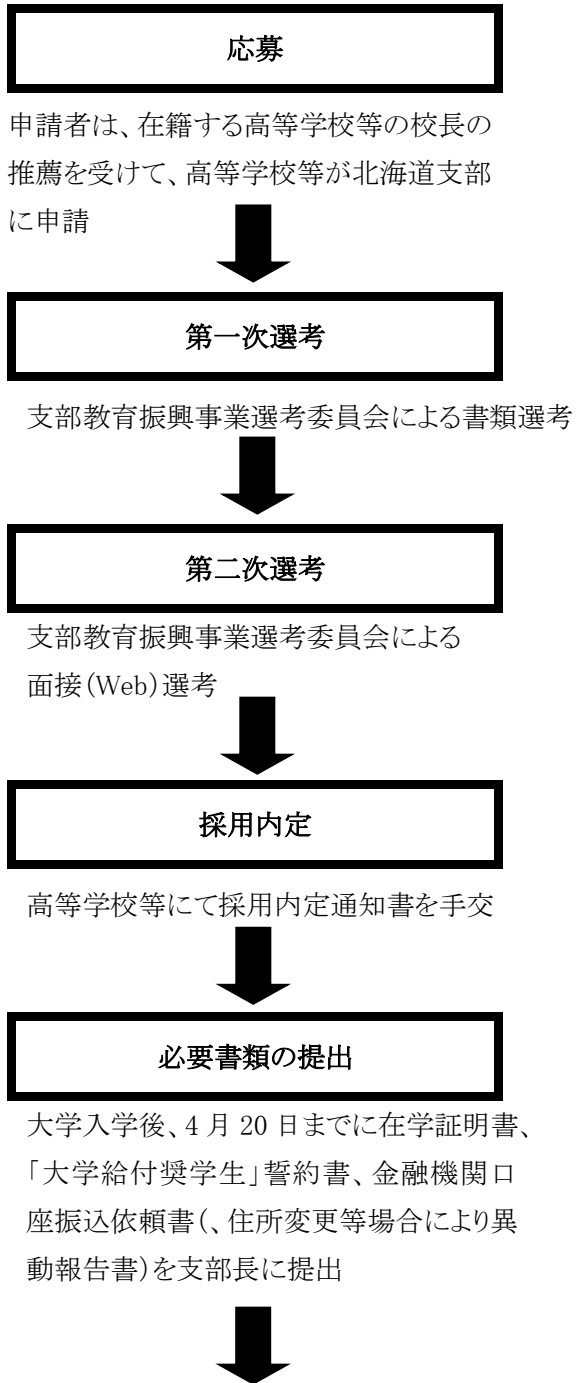 応募
申請者は、在籍する高等学校等の校長の
推薦を受けて、高等学校等が北海道支部
に申請
第一次選考
支部教育振興事業選考委員会による書類選考
第二次選考
支部教育振興事業選考委員会による
面接(Web)選考
採用内定
高等学校等にて採用内定通知書を手交
必要書類の提出
大学入学後、4 月 20 日までに在学証明書、
「大学給付奨学生」誓約書、金融機関口
座振込依頼書(、住所変更等場合により異
動報告書)を支部長に提出